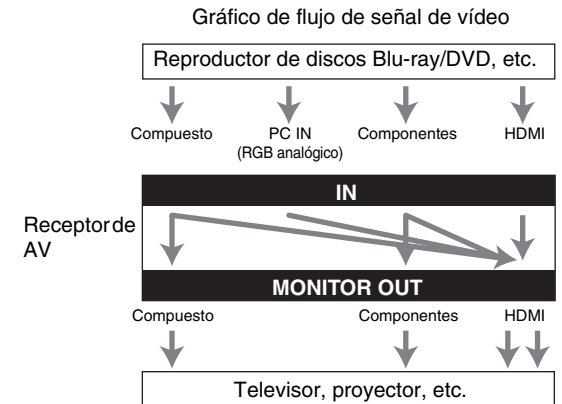 Gráfico de flujo de señal de vídeo
Reproductor de discos Blu-ray/DVD, etc.
Compuesto PC IN Componentes HDMI
(RGB analógico)
IN
Receptor de
AV
MONITOR OUT
Compuesto Componentes HDMI
Televisor, proyector, etc.